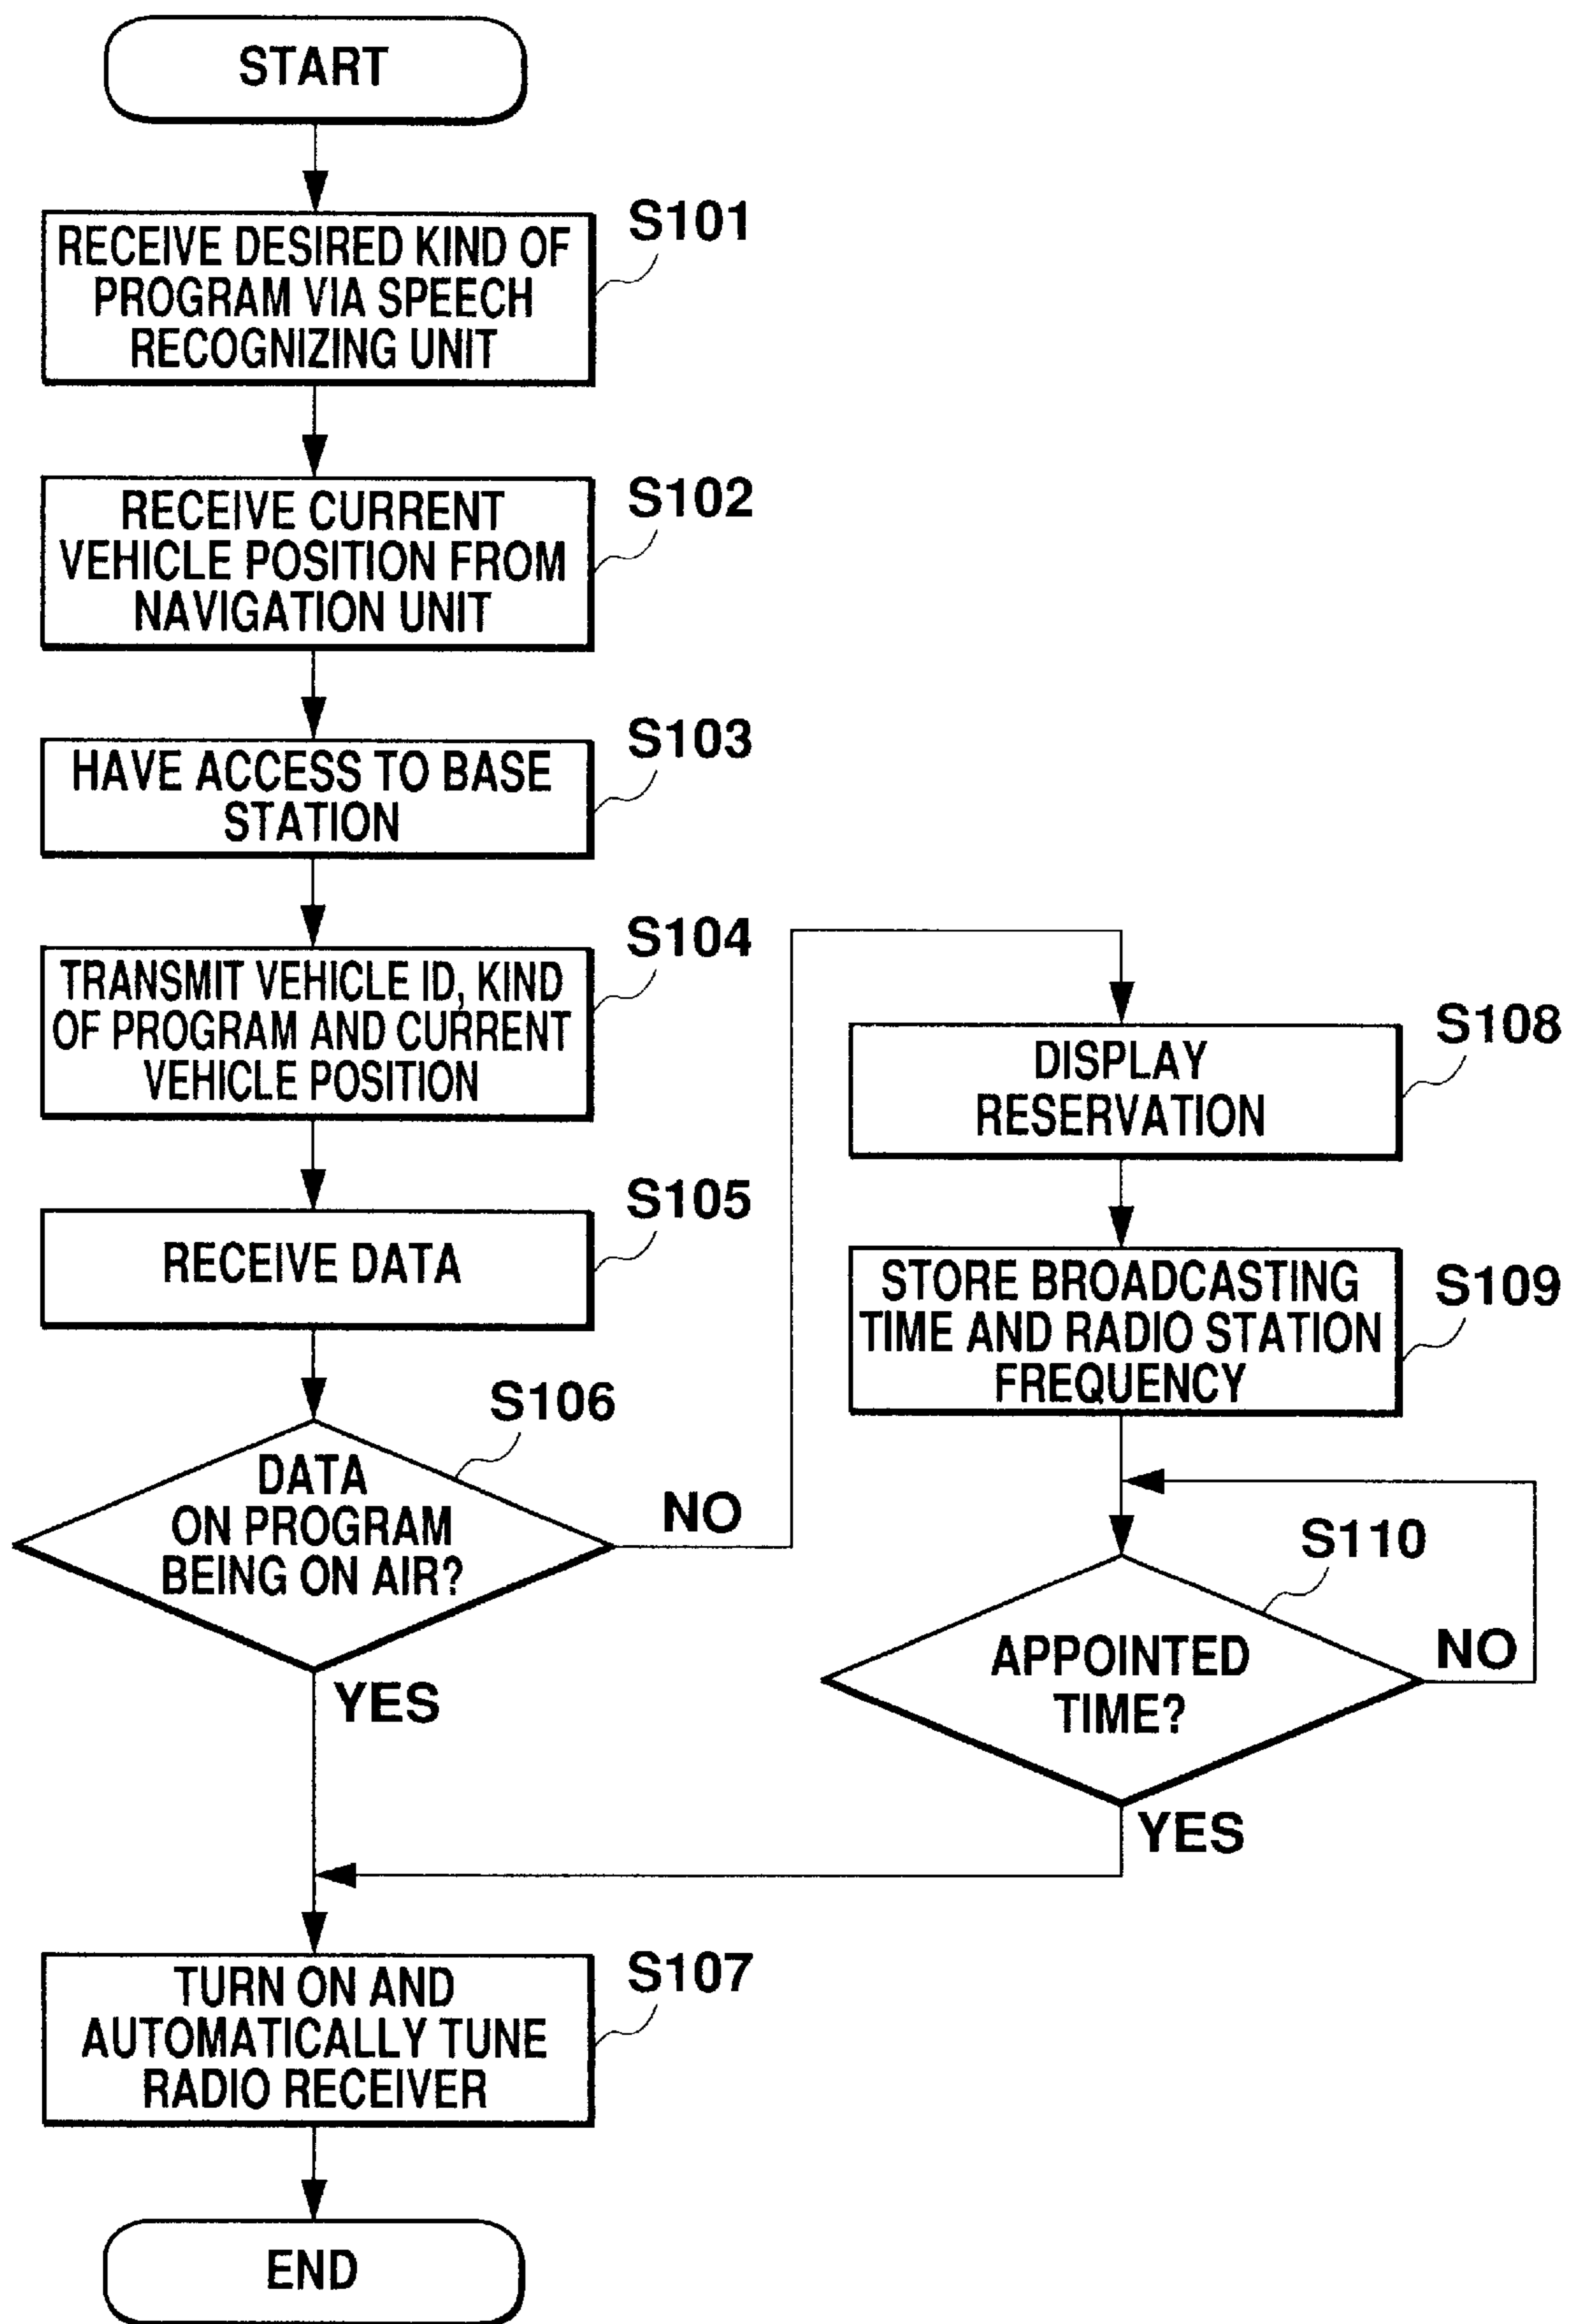 START
S101
RECEIVE DESIRED KIND OF
PROGRAM VIA SPEECH
RECOGNIZING UNIT
S102
RECEIVE CURRENT
VEHICLE POSITION FROM
NAVIGATION UNIT
S103
HAVE ACCESS TO BASE
STATION
S104
TRANSMIT VEHICLE ID, KIND
OF PROGRAM AND CURRENT
VEHICLE POSITION
S105
RECEIVE DATA
S106
DATA
ON PROGRAM
BEING ON AIR?
NO
YES
S108
DISPLAY
RESERVATION
S109
STORE BROADCASTING
TIME AND RADIO STATION
FREQUENCY
S110
APPOINTED
TIME?
NO
YES
S107
TURN ON AND
AUTOMATICALLY TUNE
RADIO RECEIVER
END